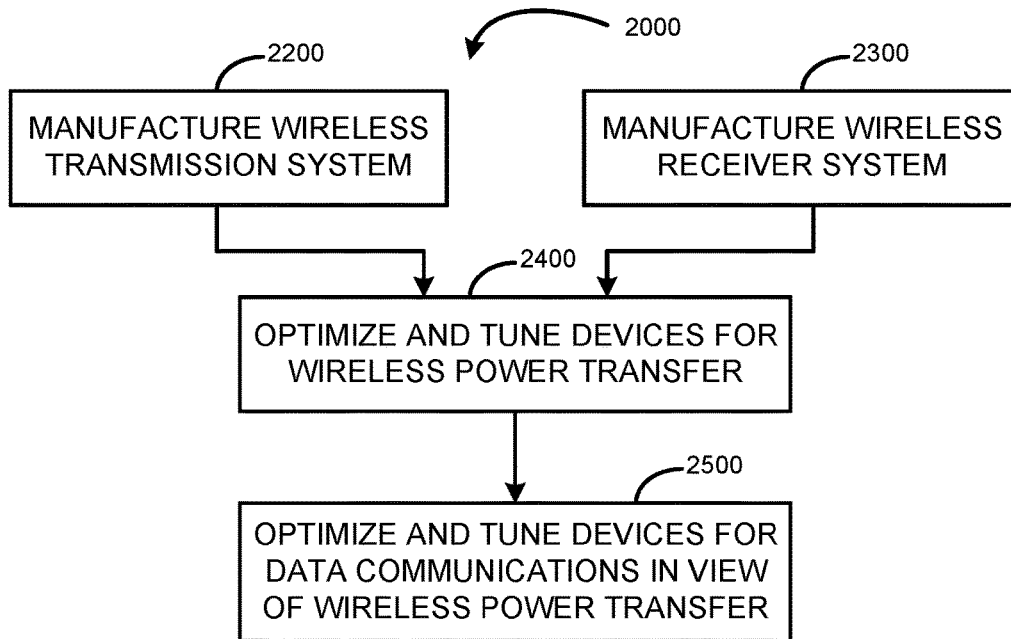 2000
2200
2300
MANUFACTURE WIRELESS
TRANSMISSION SYSTEM
MANUFACTURE WIRELESS
RECEIVER SYSTEM
2400
OPTIMIZE AND TUNE DEVICES FOR
WIRELESS POWER TRANSFER
2500
OPTIMIZE AND TUNE DEVICES FOR
DATA COMMUNICATIONS IN VIEW
OF WIRELESS POWER TRANSFER